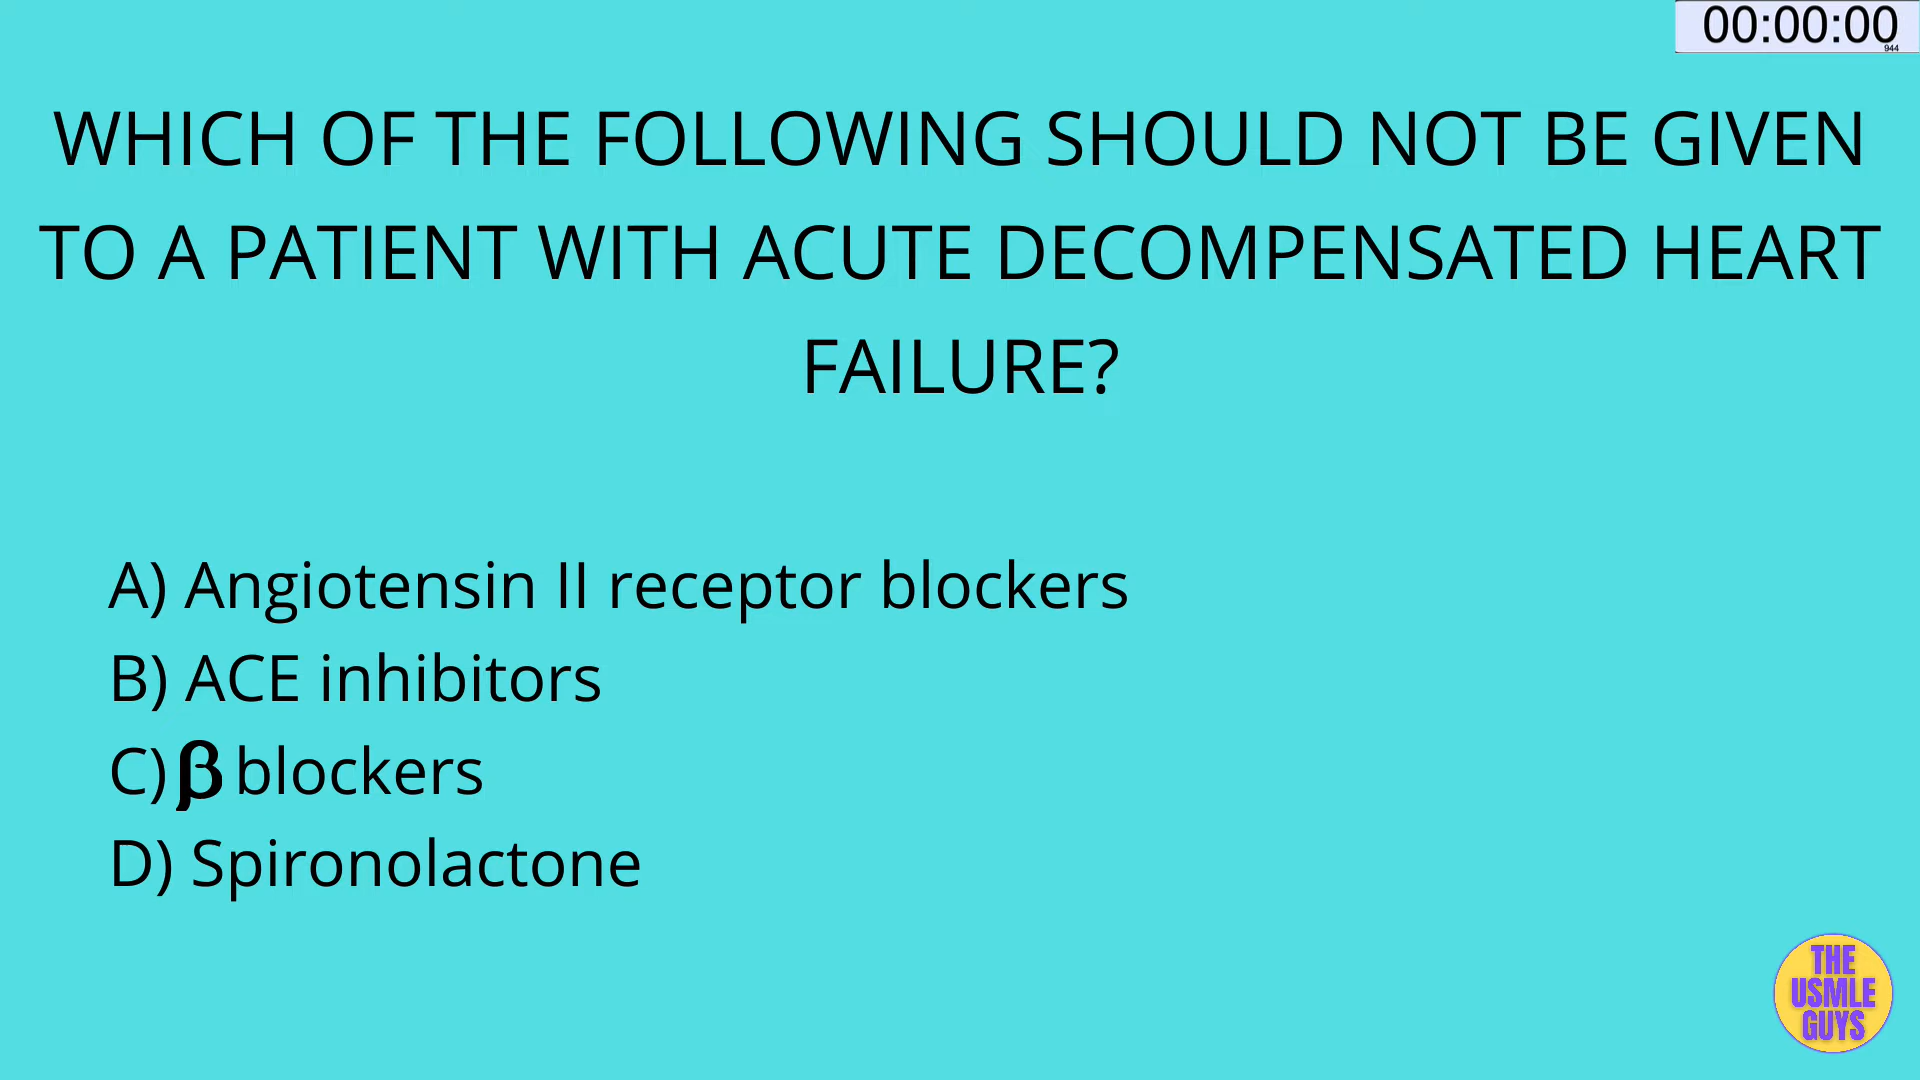 00:00:00
944
WHICH OF THE FOLLOWING SHOULD NOT BE GIVEN
TO A PATIENT WITH ACUTE DECOMPENSATED HEART
FAILURE?
A) Angiotensin II receptor blockers
B) ACE inhibitors
C) β blockers
D) Spironolactone
THE
USMLE
GUYS